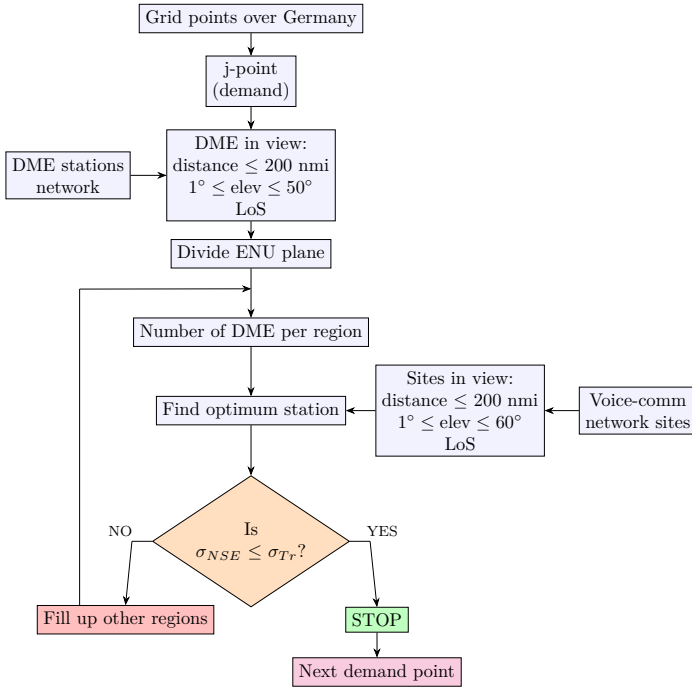 Grid points over Germany
j-point
(demand)
DME in view:
distance ≤ 200 nmi
1° ≤ elev ≤ 50°
LoS
DME stations
network
Divide ENU plane
Number of DME per region
Find optimum station
Sites in view:
distance ≤ 200 nmi
1° ≤ elev ≤ 60°
LoS
Voice-comm
network sites
Is
σ_NSE ≤ σ_Tr?
NO
YES
Fill up other regions
STOP
Next demand point